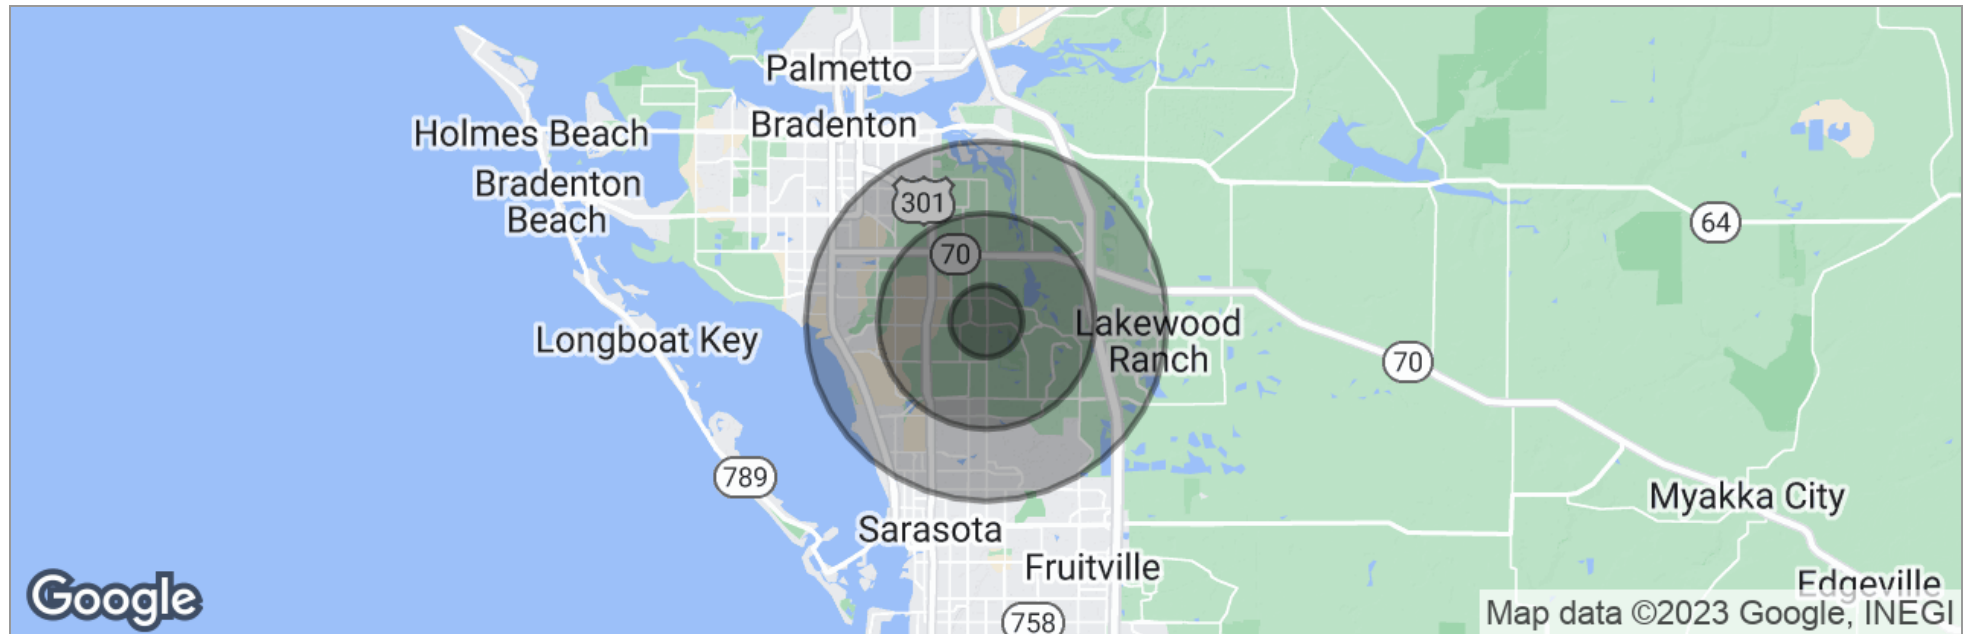 Palmetto
Bradenton
Holmes Beach
Bradenton
Beach
301
64
70
Lakewood
Ranch
Longboat Key
70
789
Myakka City
Sarasota
Fruitville
Edgeville
Google
758
Map data ©2023 Google, INEGI